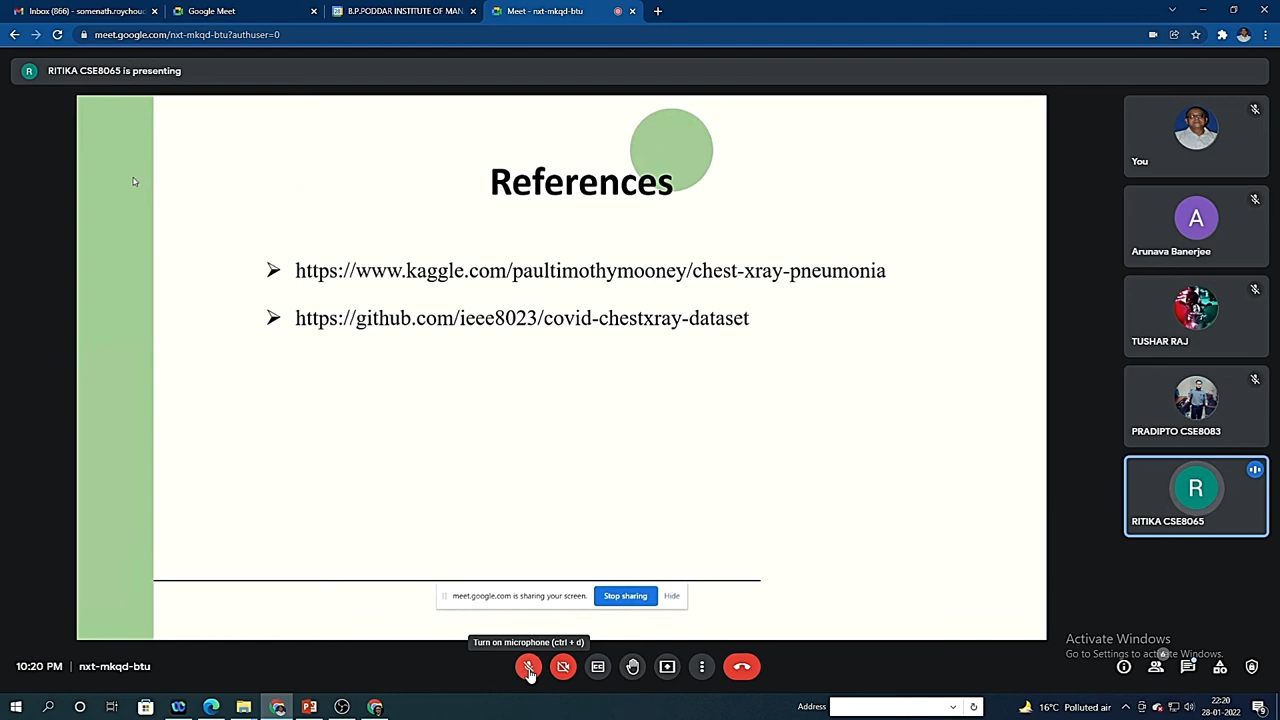 Inbox (866) - somenath.roychouc
Google Meet
B.P.PODDAR INSTITUTE OF MAN
Meet - nxt-mkqd-btu
meet.google.com/nxt-mkqd-btu?authuser=0
R RITIKA CSE8065 is presenting
References
https://www.kaggle.com/paultimothymooney/chest-xray-pneumonia
https://github.com/ieee8023/covid-chestxray-dataset
meet.google.com is sharing your screen. Stop sharing Hide
You
A
Arunava Banerjee
TUSHAR RAJ
PRADIPTO CSE8083
R
RITIKA CSE8065
Turn on microphone (ctrl + d)
10:20 PM | nxt-mkqd-btu
Activate Windows
Go to Settings to activate Windows.
6
Address
16°C Polluted air
22:20
28-01-2022